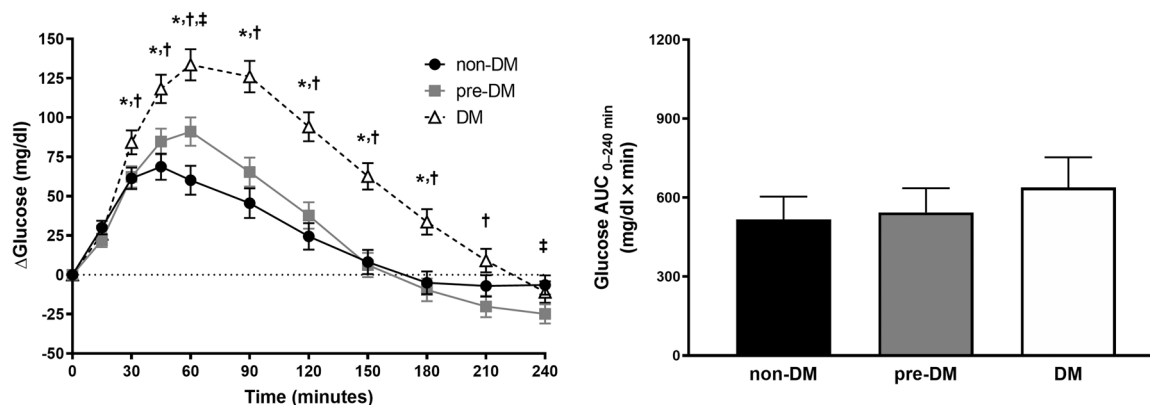 *,†,‡
*,†
*,†
*,†
*,†
*,†
*,†
†
‡
non-DM
pre-DM
DM
ΔGlucose (mg/dl)
150
125
100
75
50
25
0
-25
-50
0 30 60 90 120 150 180 210 240
Time (minutes)
Glucose AUC0–240 min
(mg/dl × min)
1200
900
600
300
0
non-DM pre-DM DM